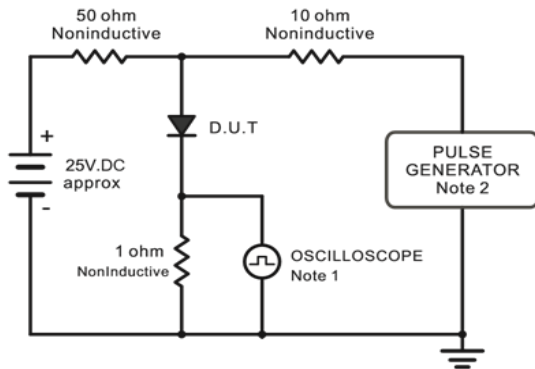 50 ohm
Noninductive
10 ohm
Noninductive
+
D.U.T
25V.DC
approx
-
PULSE
GENERATOR
Note 2
1 ohm
NonInductive
OSCILLOSCOPE
Note 1